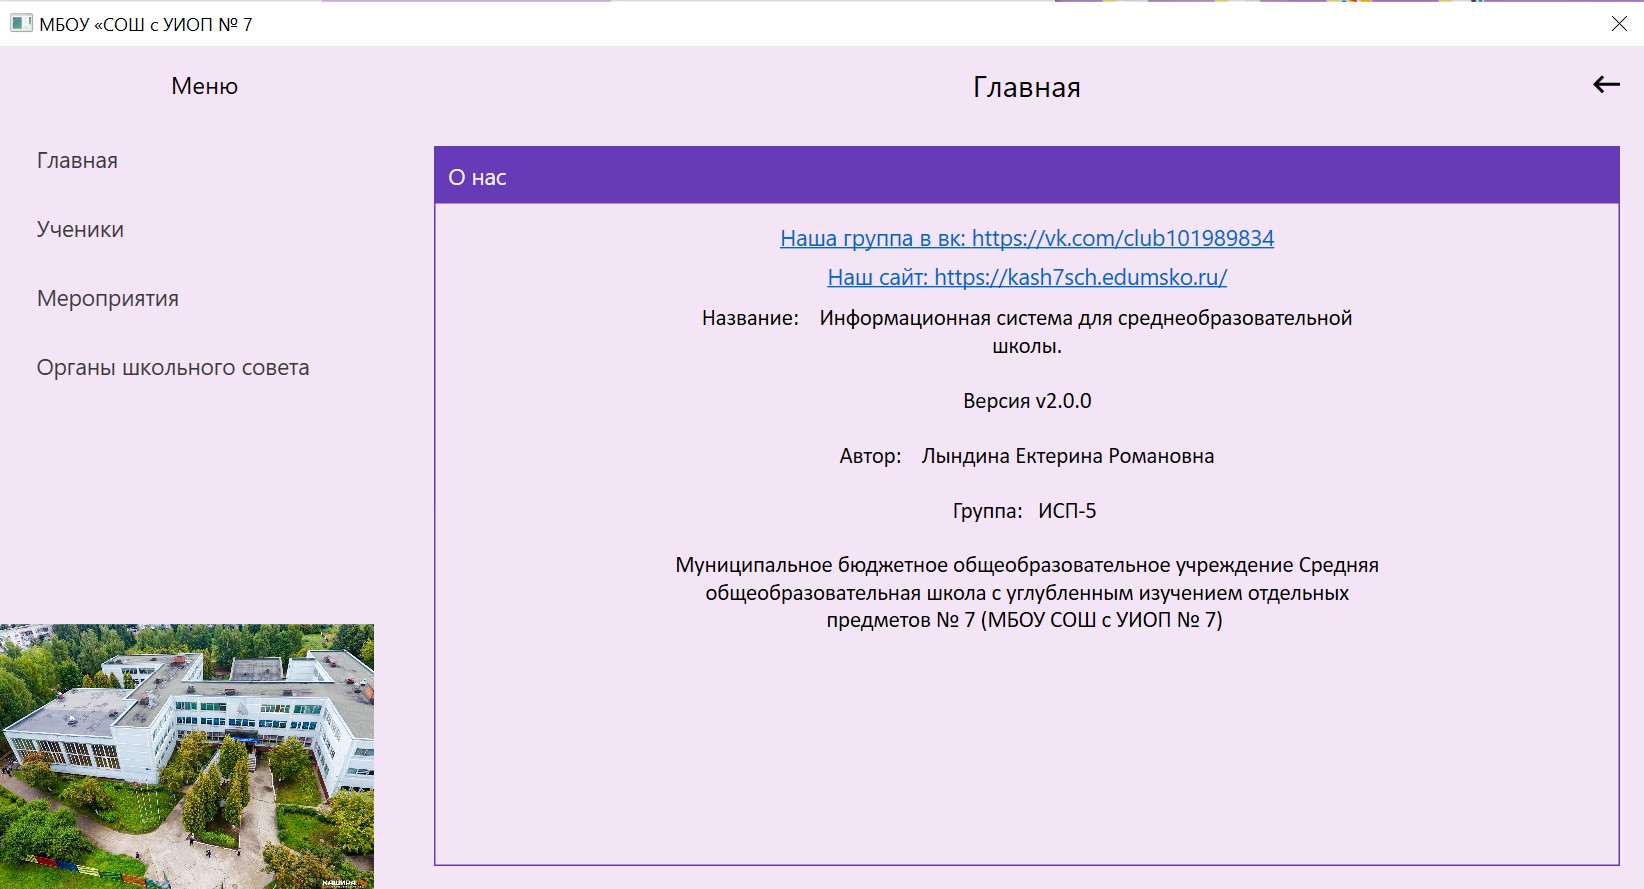 МБОУ «СОШ с УИОП № 7
Меню
Главная
Главная
Ученики
Мероприятия
Органы школьного совета
О нас
Наша группа в вк: https://vk.com/club101989834
Наш сайт: https://kash7sch.edumsko.ru/
Название: Информационная система для среднеобразовательной
школы.
Версия v2.0.0
Автор: Лындина Ектерина Романовна
Группа: ИСП-5
Муниципальное бюджетное общеобразовательное учреждение Средняя
общеобразовательная школа с углубленным изучением отдельных
предметов № 7 (МБОУ СОШ с УИОП № 7)